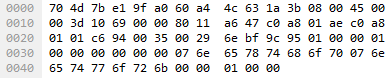 0000 70 4d 7b e1 9f a0 60 a4 4c 63 1a 3b 08 00 45 00
0010 00 3d 10 69 00 00 80 11 a6 47 c0 a8 01 ae c0 a8
0020 01 01 c6 94 00 35 00 29 6e bf 9c 95 01 00 00 01
0030 00 00 00 00 00 00 07 6e 65 78 74 68 6f 70 07 6e
0040 65 74 77 6f 72 6b 00 00 01 00 01